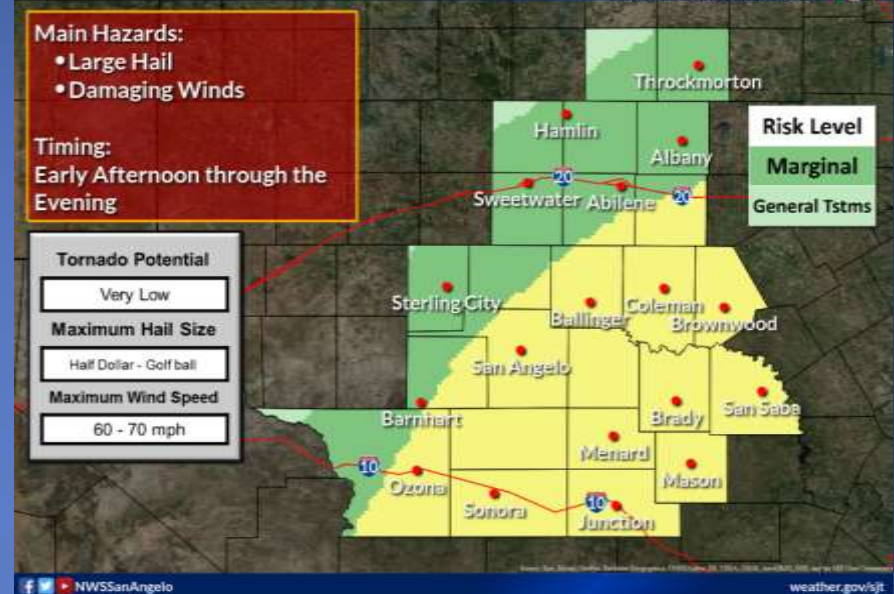 Main Hazards:
•Large Hail
•Damaging Winds
Timing:
Early Afternoon through the
Evening
Tornado Potential
Very Low
Maximum Hail Size
Half Dollar - Golf ball
Maximum Wind Speed
60 - 70 mph
Risk Level
Marginal
General Tstms
Throckmorton
Hamlin
Albany
20
Sweetwater
Abilene
20
Sterling City
Ballinger
Coleman
Brownwood
San Angelo
Barnhart
Brady
San Saba
Menard
10
Ozona
Mason
Sonora
10
Junction
NWSSanAngelo
weather.gov/sjt